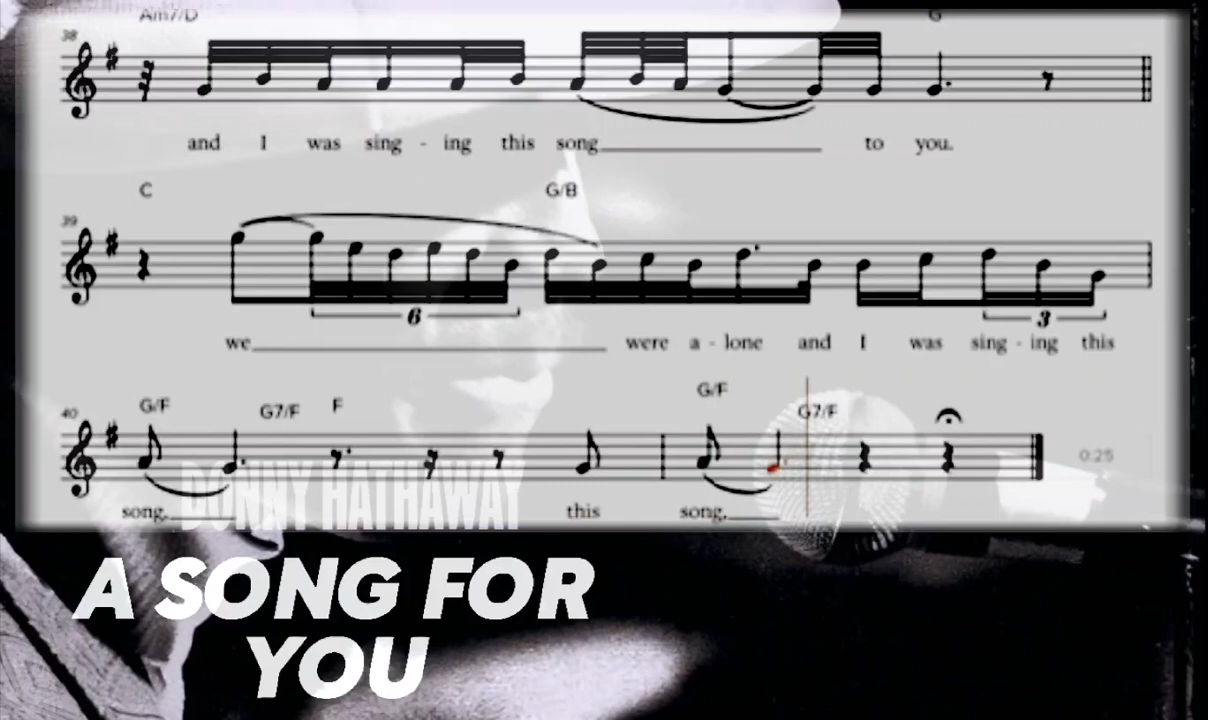 Am7/D G
38
and I was sing - ing this song to you.
C G/B
39
6
3
we were a - lone and I was sing - ing this
G/F G7/F F G/F G7/F
40
0:25
song. this song.
DONNY HATHAWAY
A SONG FOR
YOU